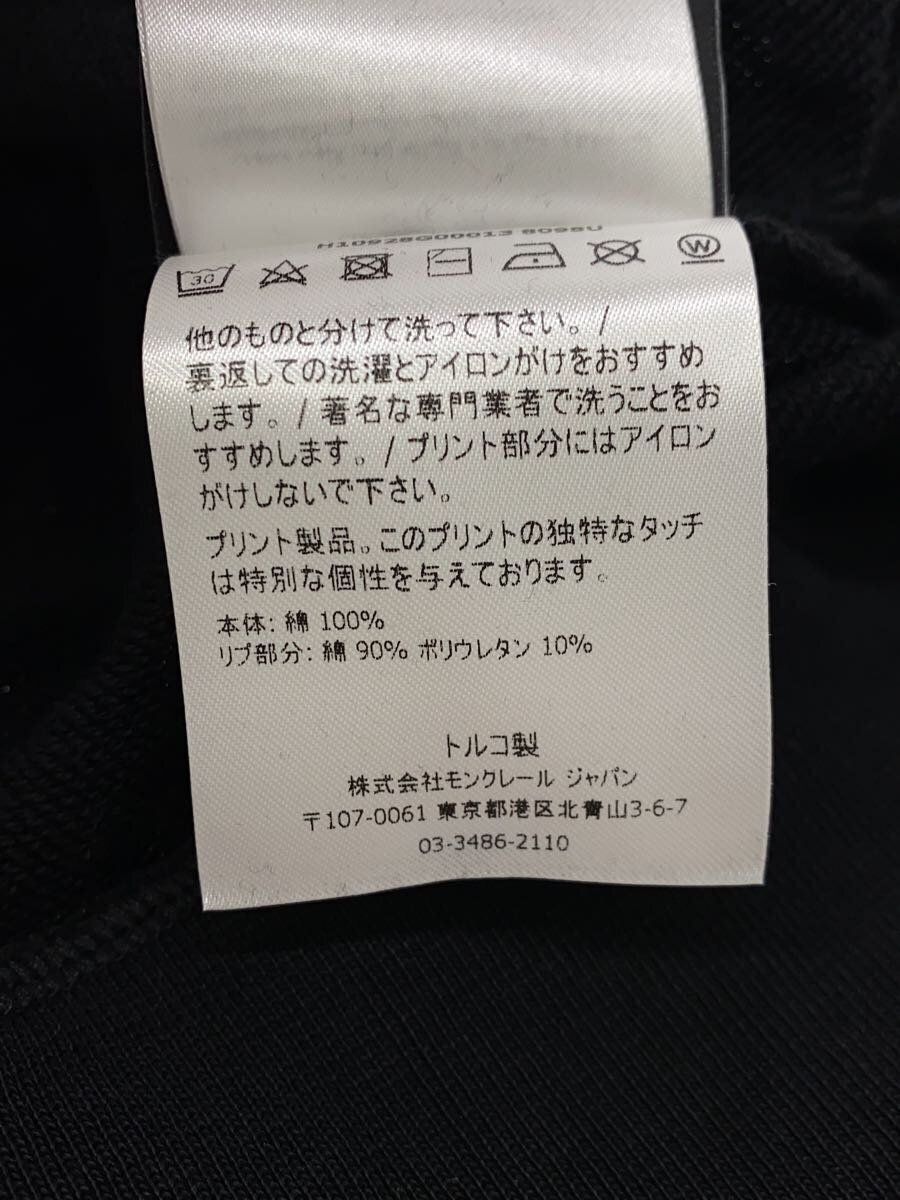 H10928G00013 8098U
30
W
他のものと分けて洗って下さい。/
裏返しての洗濯とアイロンがけをおすすめ
します。/ 著名な専門業者で洗うことをお
すすめします。/ プリント部分にはアイロン
がけしないで下さい。
プリント製品。このプリントの独特なタッチ
は特別な個性を与えております。
本体: 綿 100%
リブ部分: 綿 90% ポリウレタン 10%
トルコ製
株式会社モンクレール ジャパン
〒107-0061 東京都港区北青山3-6-7
03-3486-2110